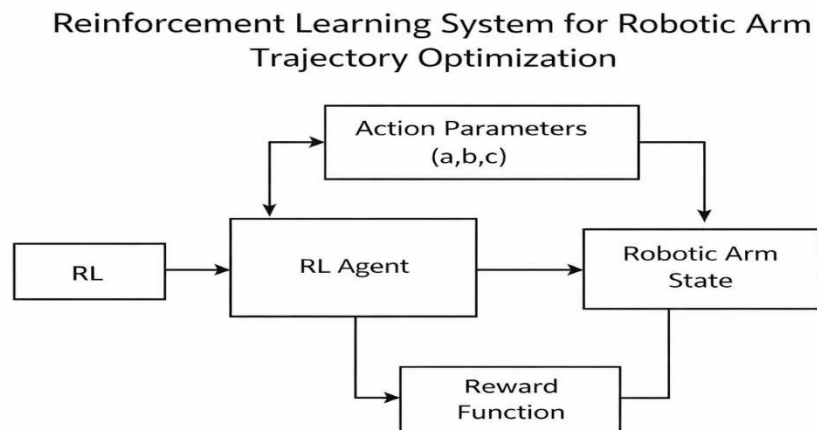 Reinforcement Learning System for Robotic Arm
Trajectory Optimization
Action Parameters
(a,b,c)
RL
RL Agent
Robotic Arm
State
Reward
Function